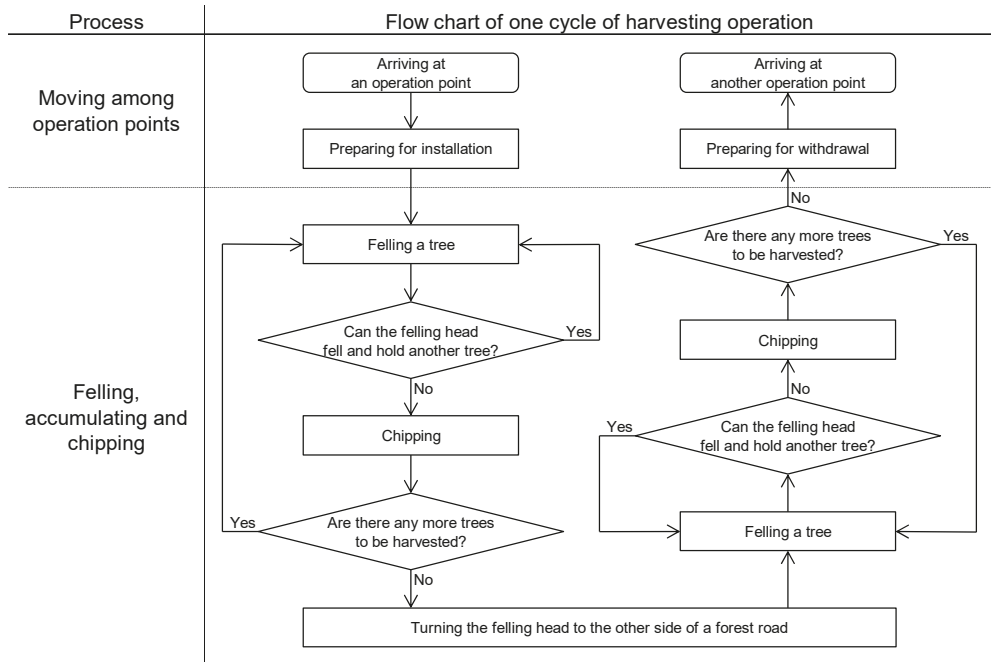 Process
Flow chart of one cycle of harvesting operation
Moving among
operation points
Arriving at
an operation point
Preparing for installation
Felling,
accumulating and
chipping
Felling a tree
Can the felling head
fell and hold another tree?
Yes
No
Chipping
Are there any more trees
to be harvested?
Yes
No
Turning the felling head to the other side of a forest road
Felling a tree
Can the felling head
fell and hold another tree?
Yes
No
Chipping
Are there any more trees
to be harvested?
Yes
No
Preparing for withdrawal
Arriving at
another operation point